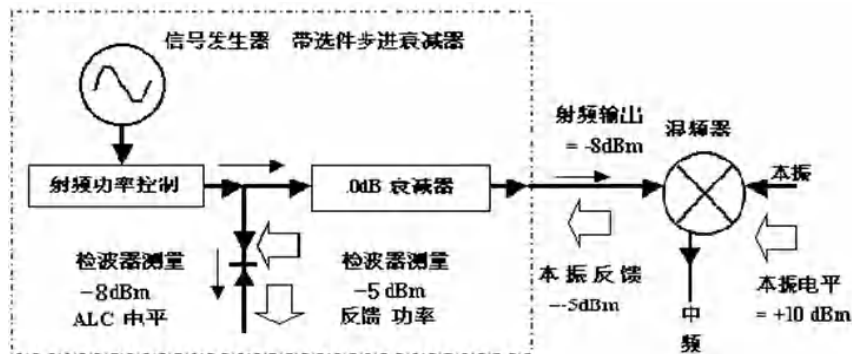 信号发生器 带选件步进衰减器
射频功率控制
.0dB 衰减器
射频输出
= -8dBm
混频器
本振
检波器测量
-8dBm
ALC 电平
检波器测量
-5dBm
反馈 功率
本振反馈
--5dBm
本振电平
= +10 dBm
中
频